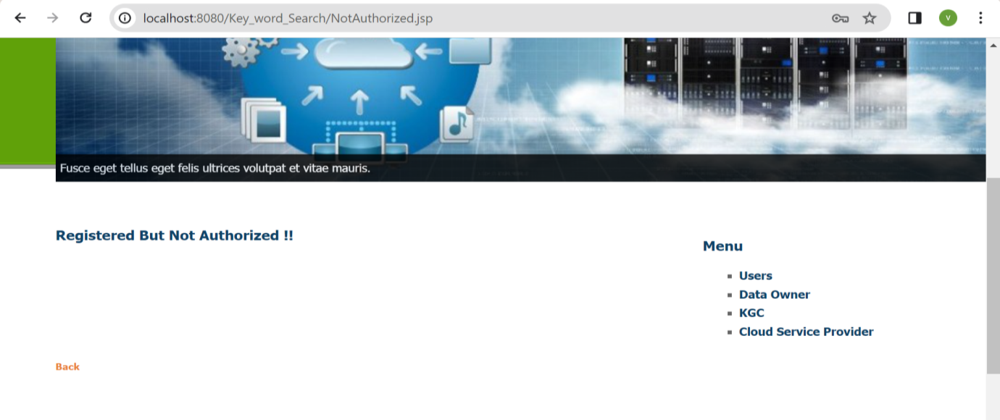 localhost:8080/Key_word_Search/NotAuthorized.jsp
V
Fusce eget tellus eget felis ultrices volutpat et vitae mauris.
Registered But Not Authorized !!
Menu
Users
Data Owner
KGC
Cloud Service Provider
Back